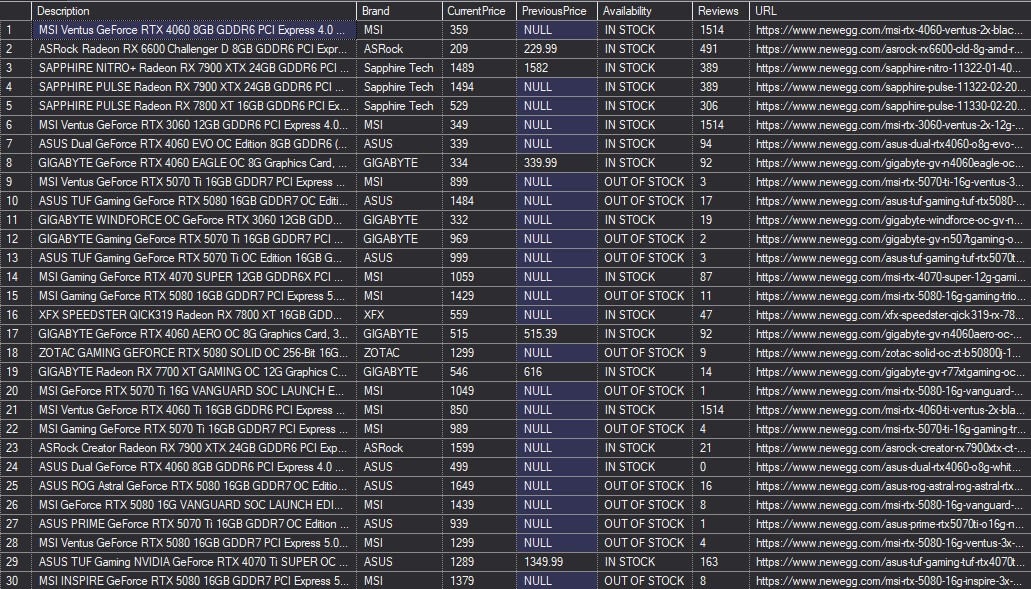 Description Brand CurrentPrice PreviousPrice Availability Reviews URL
1 MSI Ventus GeForce RTX 4060 8GB GDDR6 PCI Express 4.0 ... MSI 359 NULL IN STOCK 1514 https://www.newegg.com/msi-rtx-4060-ventus-2x-blac...
2 ASRock Radeon RX 6600 Challenger D 8GB GDDR6 PCI Expr... ASRock 209 229.99 IN STOCK 491 https://www.newegg.com/asrock-rx6600-cld-8g-amd-r...
3 SAPPHIRE NITRO+ Radeon RX 7900 XTX 24GB GDDR6 PCI ... Sapphire Tech 1489 1582 IN STOCK 389 https://www.newegg.com/sapphire-nitro-11322-01-40...
4 SAPPHIRE PULSE Radeon RX 7900 XTX 24GB GDDR6 PCI ... Sapphire Tech 1494 NULL IN STOCK 389 https://www.newegg.com/sapphire-pulse-11322-02-20...
5 SAPPHIRE PULSE Radeon RX 7800 XT 16GB GDDR6 PCI Ex... Sapphire Tech 529 NULL IN STOCK 306 https://www.newegg.com/sapphire-pulse-11330-02-20...
6 MSI Ventus GeForce RTX 3060 12GB GDDR6 PCI Express 4.0... MSI 349 NULL IN STOCK 1514 https://www.newegg.com/msi-rtx-3060-ventus-2x-12g-...
7 ASUS Dual GeForce RTX 4060 EVO OC Edition 8GB GDDR6 (... ASUS 339 NULL IN STOCK 94 https://www.newegg.com/asus-dual-rtx4060-o8g-evo-...
8 GIGABYTE GeForce RTX 4060 EAGLE OC 8G Graphics Card, ... GIGABYTE 334 339.99 IN STOCK 92 https://www.newegg.com/gigabyte-gv-n4060eagle-oc...
9 MSI Ventus GeForce RTX 5070 Ti 16GB GDDR7 PCI Express ... MSI 899 NULL OUT OF STOCK 3 https://www.newegg.com/msi-rtx-5070-ti-16g-ventus-3...
10 ASUS TUF Gaming GeForce RTX 5080 16GB GDDR7 OC Editi... ASUS 1484 NULL OUT OF STOCK 17 https://www.newegg.com/asus-tuf-gaming-tuf-rtx5080-...
11 GIGABYTE WINDFORCE OC GeForce RTX 3060 12GB GDD... GIGABYTE 332 NULL IN STOCK 19 https://www.newegg.com/gigabyte-windforce-oc-gv-n...
12 GIGABYTE Gaming GeForce RTX 5070 Ti 16GB GDDR7 PCI ... GIGABYTE 969 NULL OUT OF STOCK 2 https://www.newegg.com/gigabyte-gv-n507tgaming-o...
13 ASUS TUF Gaming GeForce RTX 5070 Ti OC Edition 16GB G... ASUS 999 NULL OUT OF STOCK 3 https://www.newegg.com/asus-tuf-gaming-tuf-rtx5070t...
14 MSI Gaming GeForce RTX 4070 SUPER 12GB GDDR6X PCI ... MSI 1059 NULL IN STOCK 87 https://www.newegg.com/msi-rtx-4070-super-12g-gami...
15 MSI Gaming GeForce RTX 5080 16GB GDDR7 PCI Express 5.... MSI 1429 NULL OUT OF STOCK 11 https://www.newegg.com/msi-rtx-5080-16g-gaming-trio...
16 XFX SPEEDSTER QICK319 Radeon RX 7800 XT 16GB GDD... XFX 559 NULL IN STOCK 47 https://www.newegg.com/xfx-speedster-qick319-rx-78...
17 GIGABYTE GeForce RTX 4060 AERO OC 8G Graphics Card, 3... GIGABYTE 515 515.39 IN STOCK 92 https://www.newegg.com/gigabyte-gv-n4060aero-oc-...
18 ZOTAC GAMING GEFORCE RTX 5080 SOLID OC 256-Bit 16G... ZOTAC 1299 NULL OUT OF STOCK 9 https://www.newegg.com/zotac-solid-oc-zt-b50800j-1...
19 GIGABYTE Radeon RX 7700 XT GAMING OC 12G Graphics C... GIGABYTE 546 616 IN STOCK 14 https://www.newegg.com/gigabyte-gv-r77xtgaming-oc...
20 MSI GeForce RTX 5070 Ti 16G VANGUARD SOC LAUNCH E... MSI 1049 NULL OUT OF STOCK 1 https://www.newegg.com/msi-rtx-5080-16g-vanguard-...
21 MSI Ventus GeForce RTX 4060 Ti 16GB GDDR6 PCI Express ... MSI 850 NULL IN STOCK 1514 https://www.newegg.com/msi-rtx-4060-ti-ventus-2x-bla...
22 MSI Gaming GeForce RTX 5070 Ti 16GB GDDR7 PCI Express ... MSI 989 NULL OUT OF STOCK 4 https://www.newegg.com/msi-rtx-5070-ti-16g-gaming-tr...
23 ASRock Creator Radeon RX 7900 XTX 24GB GDDR6 PCI Exp... ASRock 1599 NULL IN STOCK 21 https://www.newegg.com/asrock-creator-rx7900xtx-ct-...
24 ASUS Dual GeForce RTX 4060 8GB GDDR6 PCI Express 4.0 ... ASUS 499 NULL IN STOCK 0 https://www.newegg.com/asus-dual-rtx4060-o8g-whit...
25 ASUS ROG Astral GeForce RTX 5080 16GB GDDR7 OC Editio... ASUS 1649 NULL OUT OF STOCK 16 https://www.newegg.com/asus-rog-astral-rog-astral-rtx...
26 MSI GeForce RTX 5080 16G VANGUARD SOC LAUNCH EDI... MSI 1439 NULL OUT OF STOCK 8 https://www.newegg.com/msi-rtx-5080-16g-vanguard-...
27 ASUS PRIME GeForce RTX 5070 Ti 16GB GDDR7 OC Edition ... ASUS 939 NULL OUT OF STOCK 1 https://www.newegg.com/asus-prime-rtx5070ti-o16g-n...
28 MSI Ventus GeForce RTX 5080 16GB GDDR7 PCI Express 5.0... MSI 1299 NULL OUT OF STOCK 4 https://www.newegg.com/msi-rtx-5080-16g-ventus-3x-...
29 ASUS TUF Gaming NVIDIA GeForce RTX 4070 Ti SUPER OC ... ASUS 1289 1349.99 IN STOCK 163 https://www.newegg.com/asus-tuf-gaming-tuf-rtx4070t...
30 MSI INSPIRE GeForce RTX 5080 16GB GDDR7 PCI Express 5... MSI 1379 NULL OUT OF STOCK 8 https://www.newegg.com/msi-rtx-5080-16g-inspire-3x-...